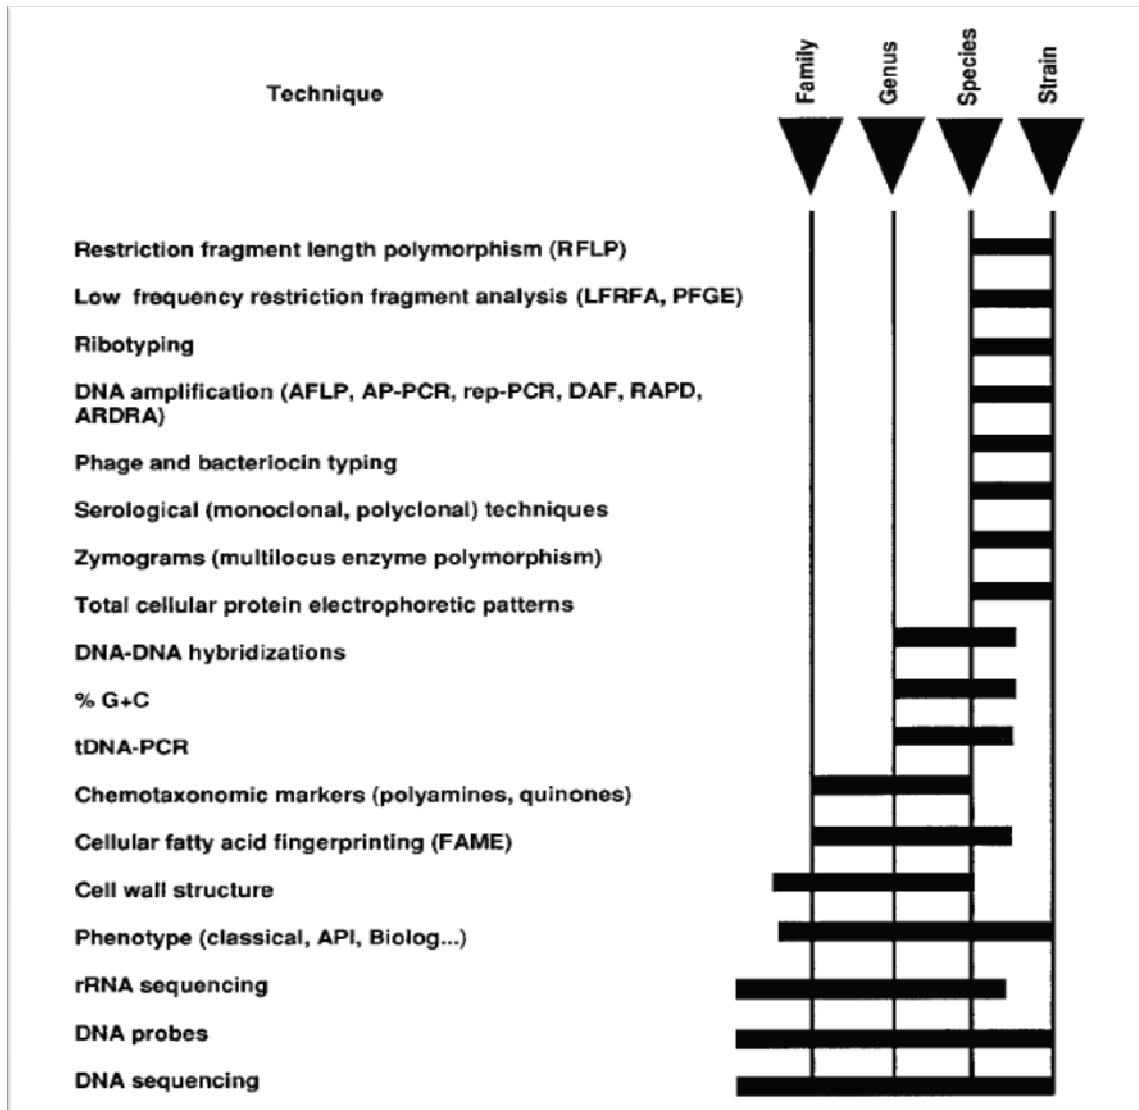 Technique
Family
Genus
Species
Strain
Restriction fragment length polymorphism (RFLP)
Low frequency restriction fragment analysis (LFRFA, PFGE)
Ribotyping
DNA amplification (AFLP, AP-PCR, rep-PCR, DAF, RAPD,
ARDRA)
Phage and bacteriocin typing
Serological (monoclonal, polyclonal) techniques
Zymograms (multilocus enzyme polymorphism)
Total cellular protein electrophoretic patterns
DNA-DNA hybridizations
% G+C
tDNA-PCR
Chemotaxonomic markers (polyamines, quinones)
Cellular fatty acid fingerprinting (FAME)
Cell wall structure
Phenotype (classical, API, Biolog...)
rRNA sequencing
DNA probes
DNA sequencing